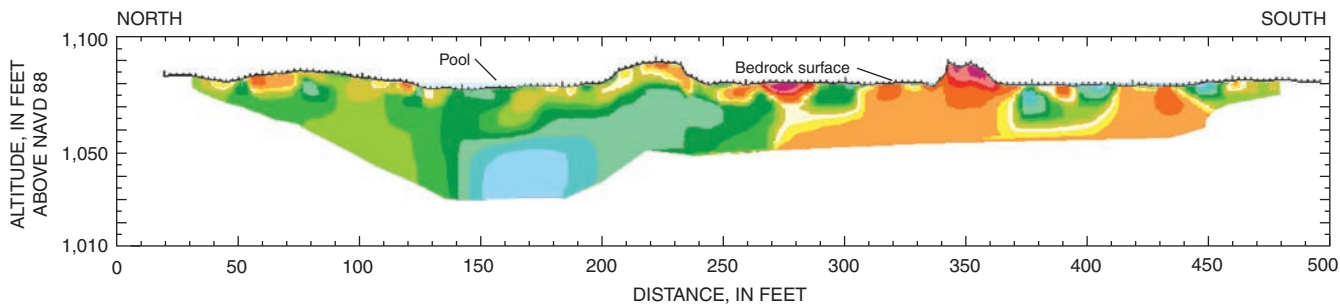 NORTH
SOUTH
ALTITUDE, IN FEET
ABOVE NAVD 88
1,100
1,050
1,010
Pool
Bedrock surface
0 50 100 150 200 250 300 350 400 450 500
DISTANCE, IN FEET